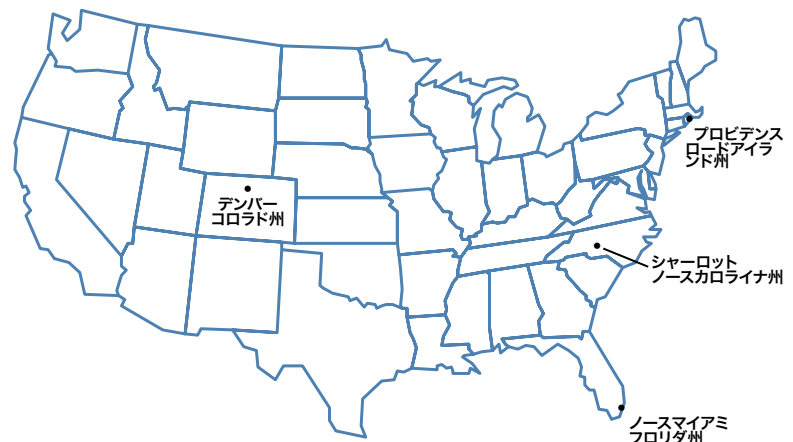 プロビデンス
ロードアイラ
ンド州
デンバー
コロラド州
シャーロット
ノースカロライナ州
ノースマイアミ
フロリダ州